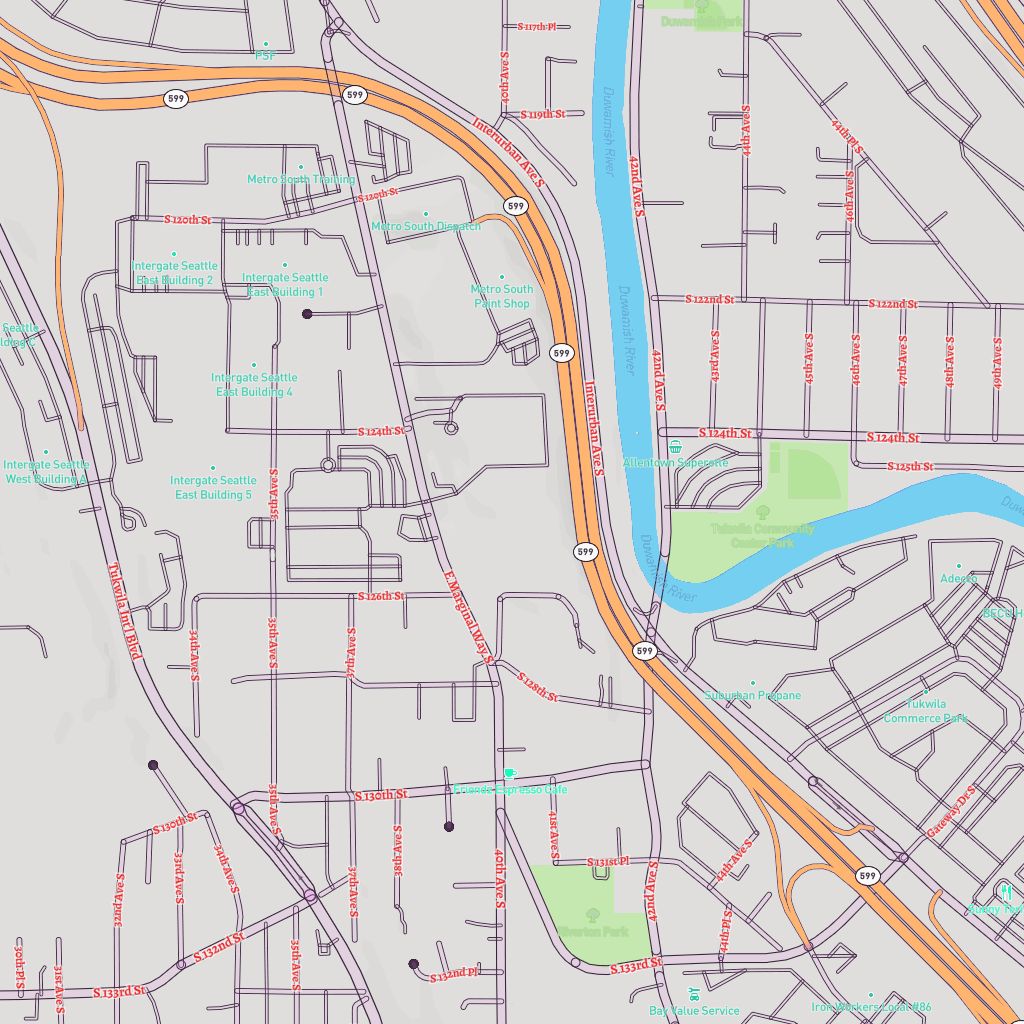 S 117th Pl
Duwamish Park
PSF
40th Ave S
599
599
S 119th St
Interurban Ave S
Duwamish River
44th Ave S
44th Pl S
Metro South Training
S 120th St
42nd Ave S
46th Ave S
S 120th St
599
Metro South Dispatch
Intergate Seattle
East Building 2
Intergate Seattle
East Building 1
Metro South
Paint Shop
Duwamish River
S 122nd St
S 122nd St
Seattle
599
43rd Ave S
45th Ave S
46th Ave S
47th Ave S
48th Ave S
49th Ave S
Intergate Seattle
East Building 4
42nd Ave S
Interurban Ave S
S 124th St
S 124th St
S 124th St
Intergate Seattle
West Building A
Allentown Superette
S 125th St
Intergate Seattle
East Building 5
35th Ave S
Tukwila Community
Center Park
599
Duwamish River
Adecco
Tukwila Int'l Blvd
E Marginal Way S
S 126th St
BECU H
34th Ave S
35th Ave S
37th Ave S
599
S 128th St
Suburban Propane
Tukwila
Commerce Park
Friends Espresso Cafe
S 130th St
35th Ave S
S 130th St
41st Ave S
Gateway Dr S
34th Ave S
38th Ave S
S 131st Pl
44th Ave S
32nd Ave S
33rd Ave S
37th Ave S
40th Ave S
42nd Ave S
599
Riverton Park
44th Pl S
S 132nd St
30th Pl S
31st Ave S
35th Ave S
S 132nd Pl
S 133rd St
S 133rd St
Bay Value Service
Iron Workers Local #86